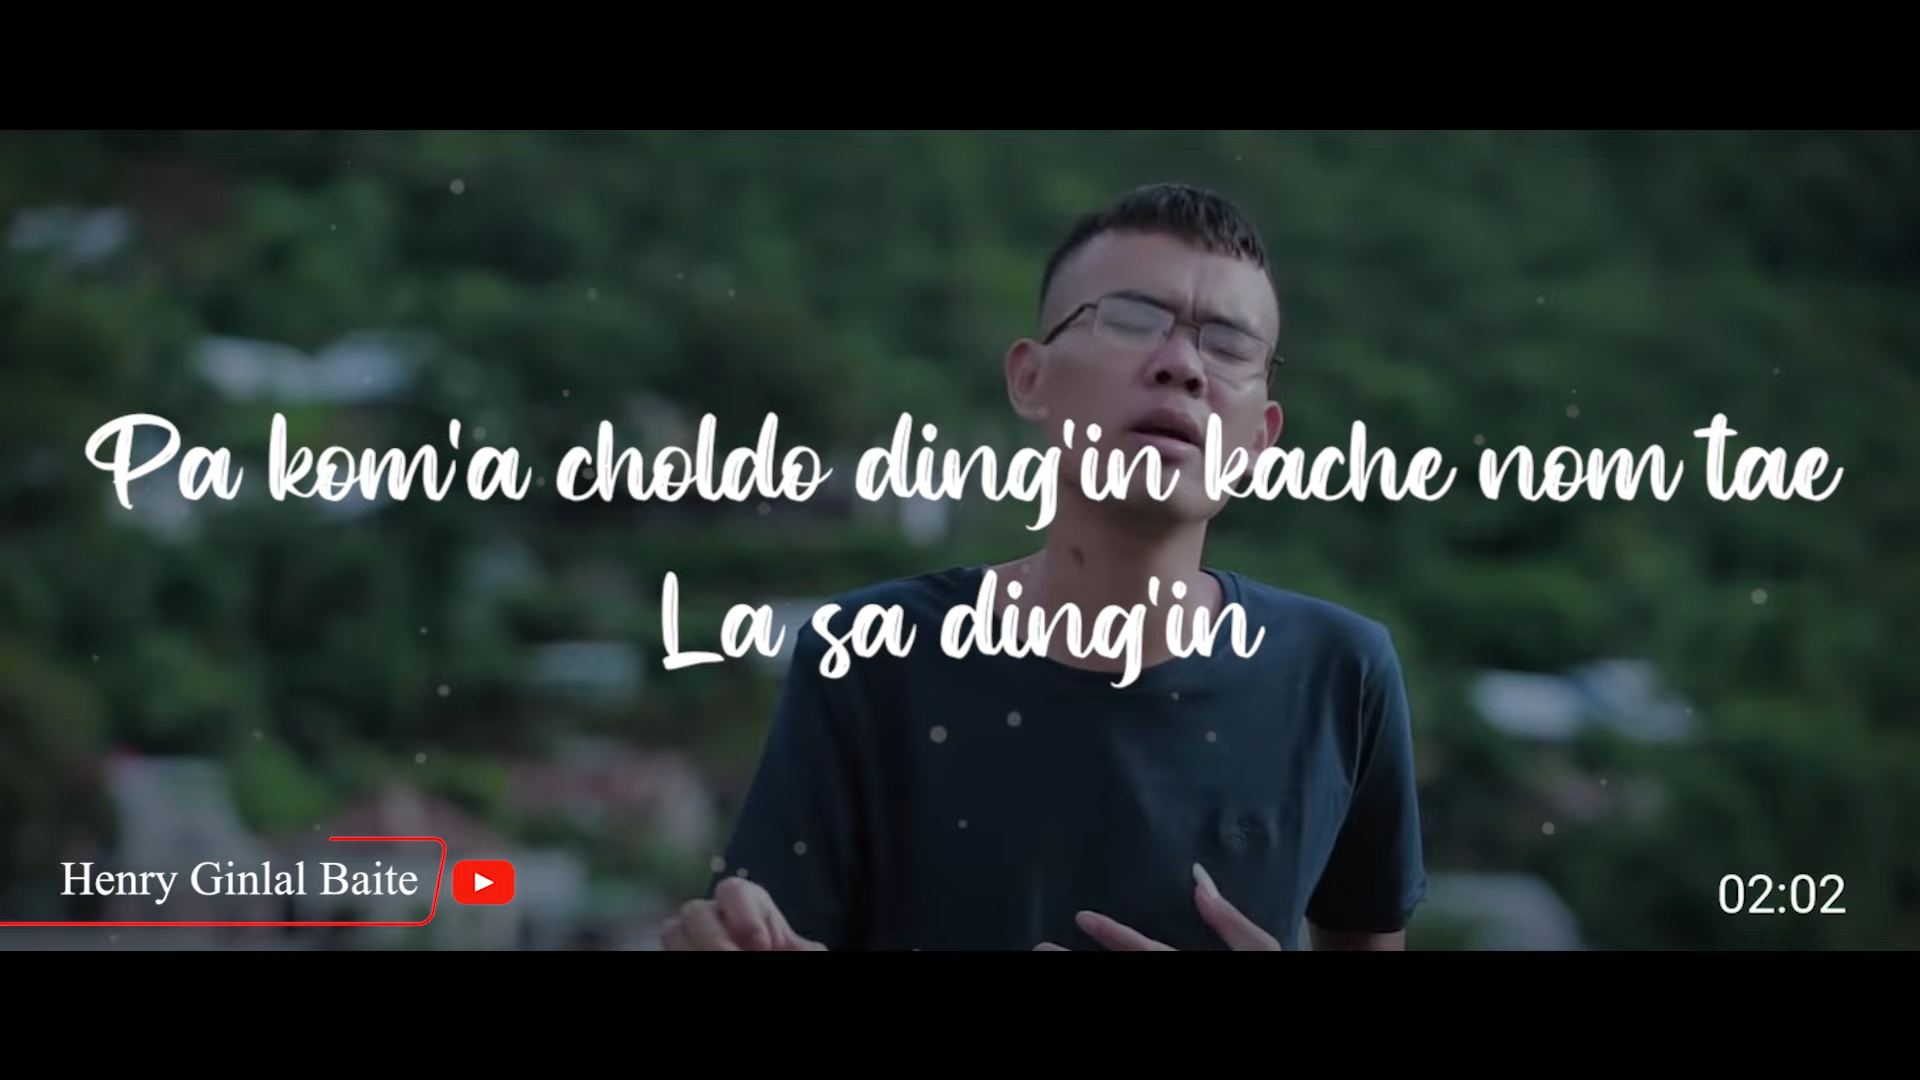 Pa kom'a choldo ding'in kache nom tae
La sa ding'in
Henry Ginlal Baite
02:02